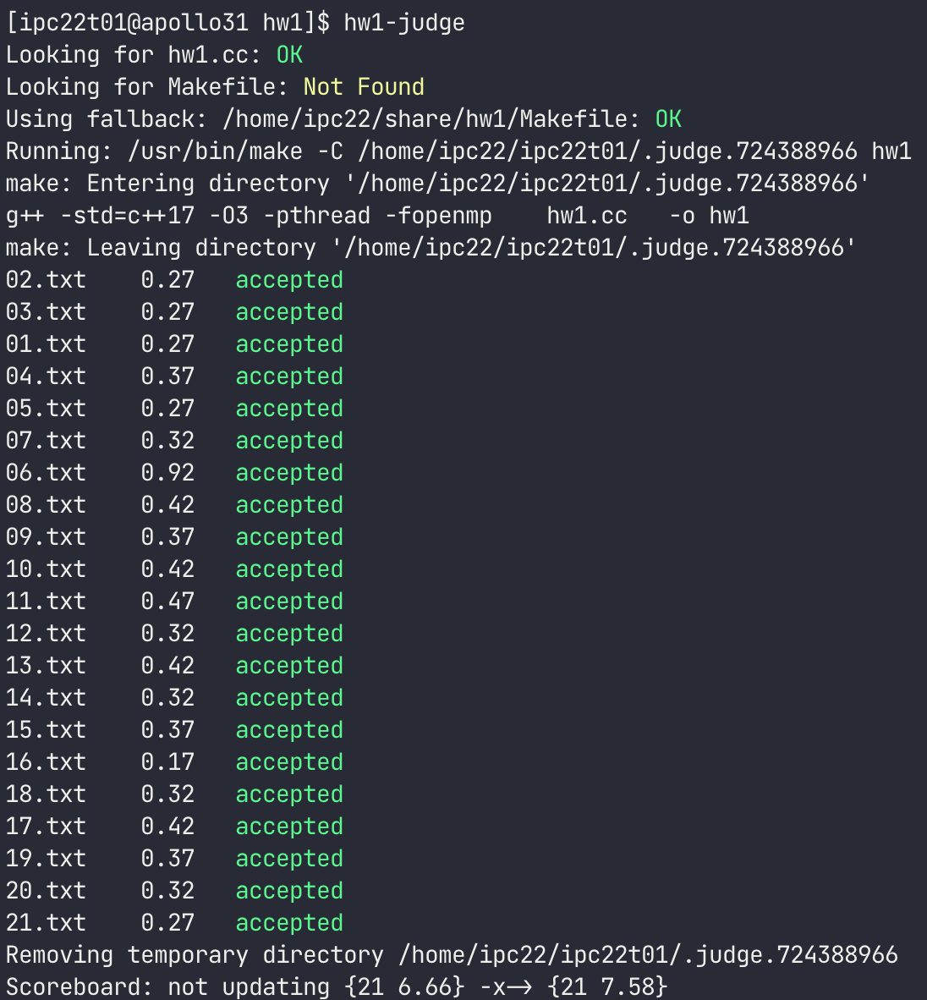 [ipc22t01@apollo31 hw1]$ hw1-judge
Looking for hw1.cc: OK
Looking for Makefile: Not Found
Using fallback: /home/ipc22/share/hw1/Makefile: OK
Running: /usr/bin/make -C /home/ipc22/ipc22t01/.judge.724388966 hw1
make: Entering directory '/home/ipc22/ipc22t01/.judge.724388966'
g++ -std=c++17 -O3 -pthread -fopenmp    hw1.cc   -o hw1
make: Leaving directory '/home/ipc22/ipc22t01/.judge.724388966'
02.txt    0.27   accepted
03.txt    0.27   accepted
01.txt    0.27   accepted
04.txt    0.37   accepted
05.txt    0.27   accepted
07.txt    0.32   accepted
06.txt    0.92   accepted
08.txt    0.42   accepted
09.txt    0.37   accepted
10.txt    0.42   accepted
11.txt    0.47   accepted
12.txt    0.32   accepted
13.txt    0.42   accepted
14.txt    0.32   accepted
15.txt    0.37   accepted
16.txt    0.17   accepted
18.txt    0.32   accepted
17.txt    0.42   accepted
19.txt    0.37   accepted
20.txt    0.32   accepted
21.txt    0.27   accepted
Removing temporary directory /home/ipc22/ipc22t01/.judge.724388966
Scoreboard: not updating {21 6.66} -x-> {21 7.58}